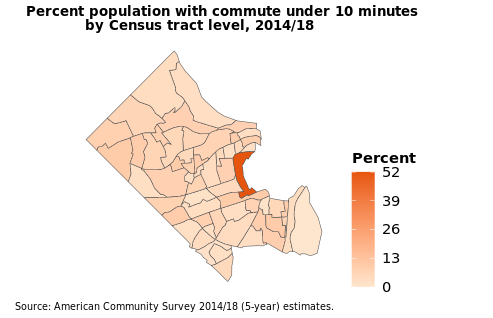 Percent population with commute under 10 minutes
by Census tract level, 2014/18
Percent
52
39
26
13
0
Source: American Community Survey 2014/18 (5-year) estimates.